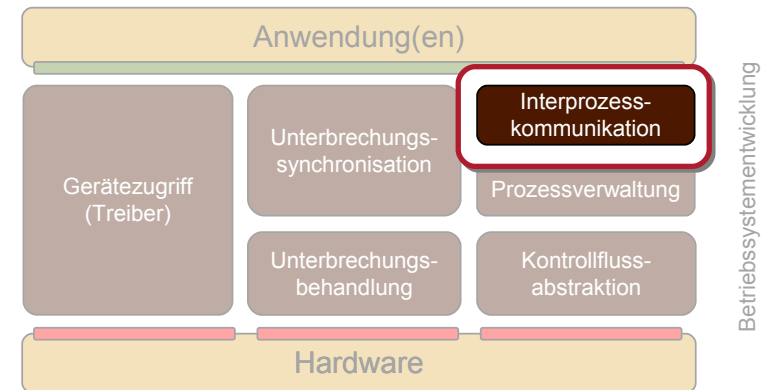 Anwendung(en)
Interprozess-
kommunikation
Unterbrechungs-
synchronisation
Gerätezugriff
(Treiber)
Prozessverwaltung
Unterbrechungs-
behandlung
Kontrollfluss-
abstraktion
Hardware
Betriebssystementwicklung